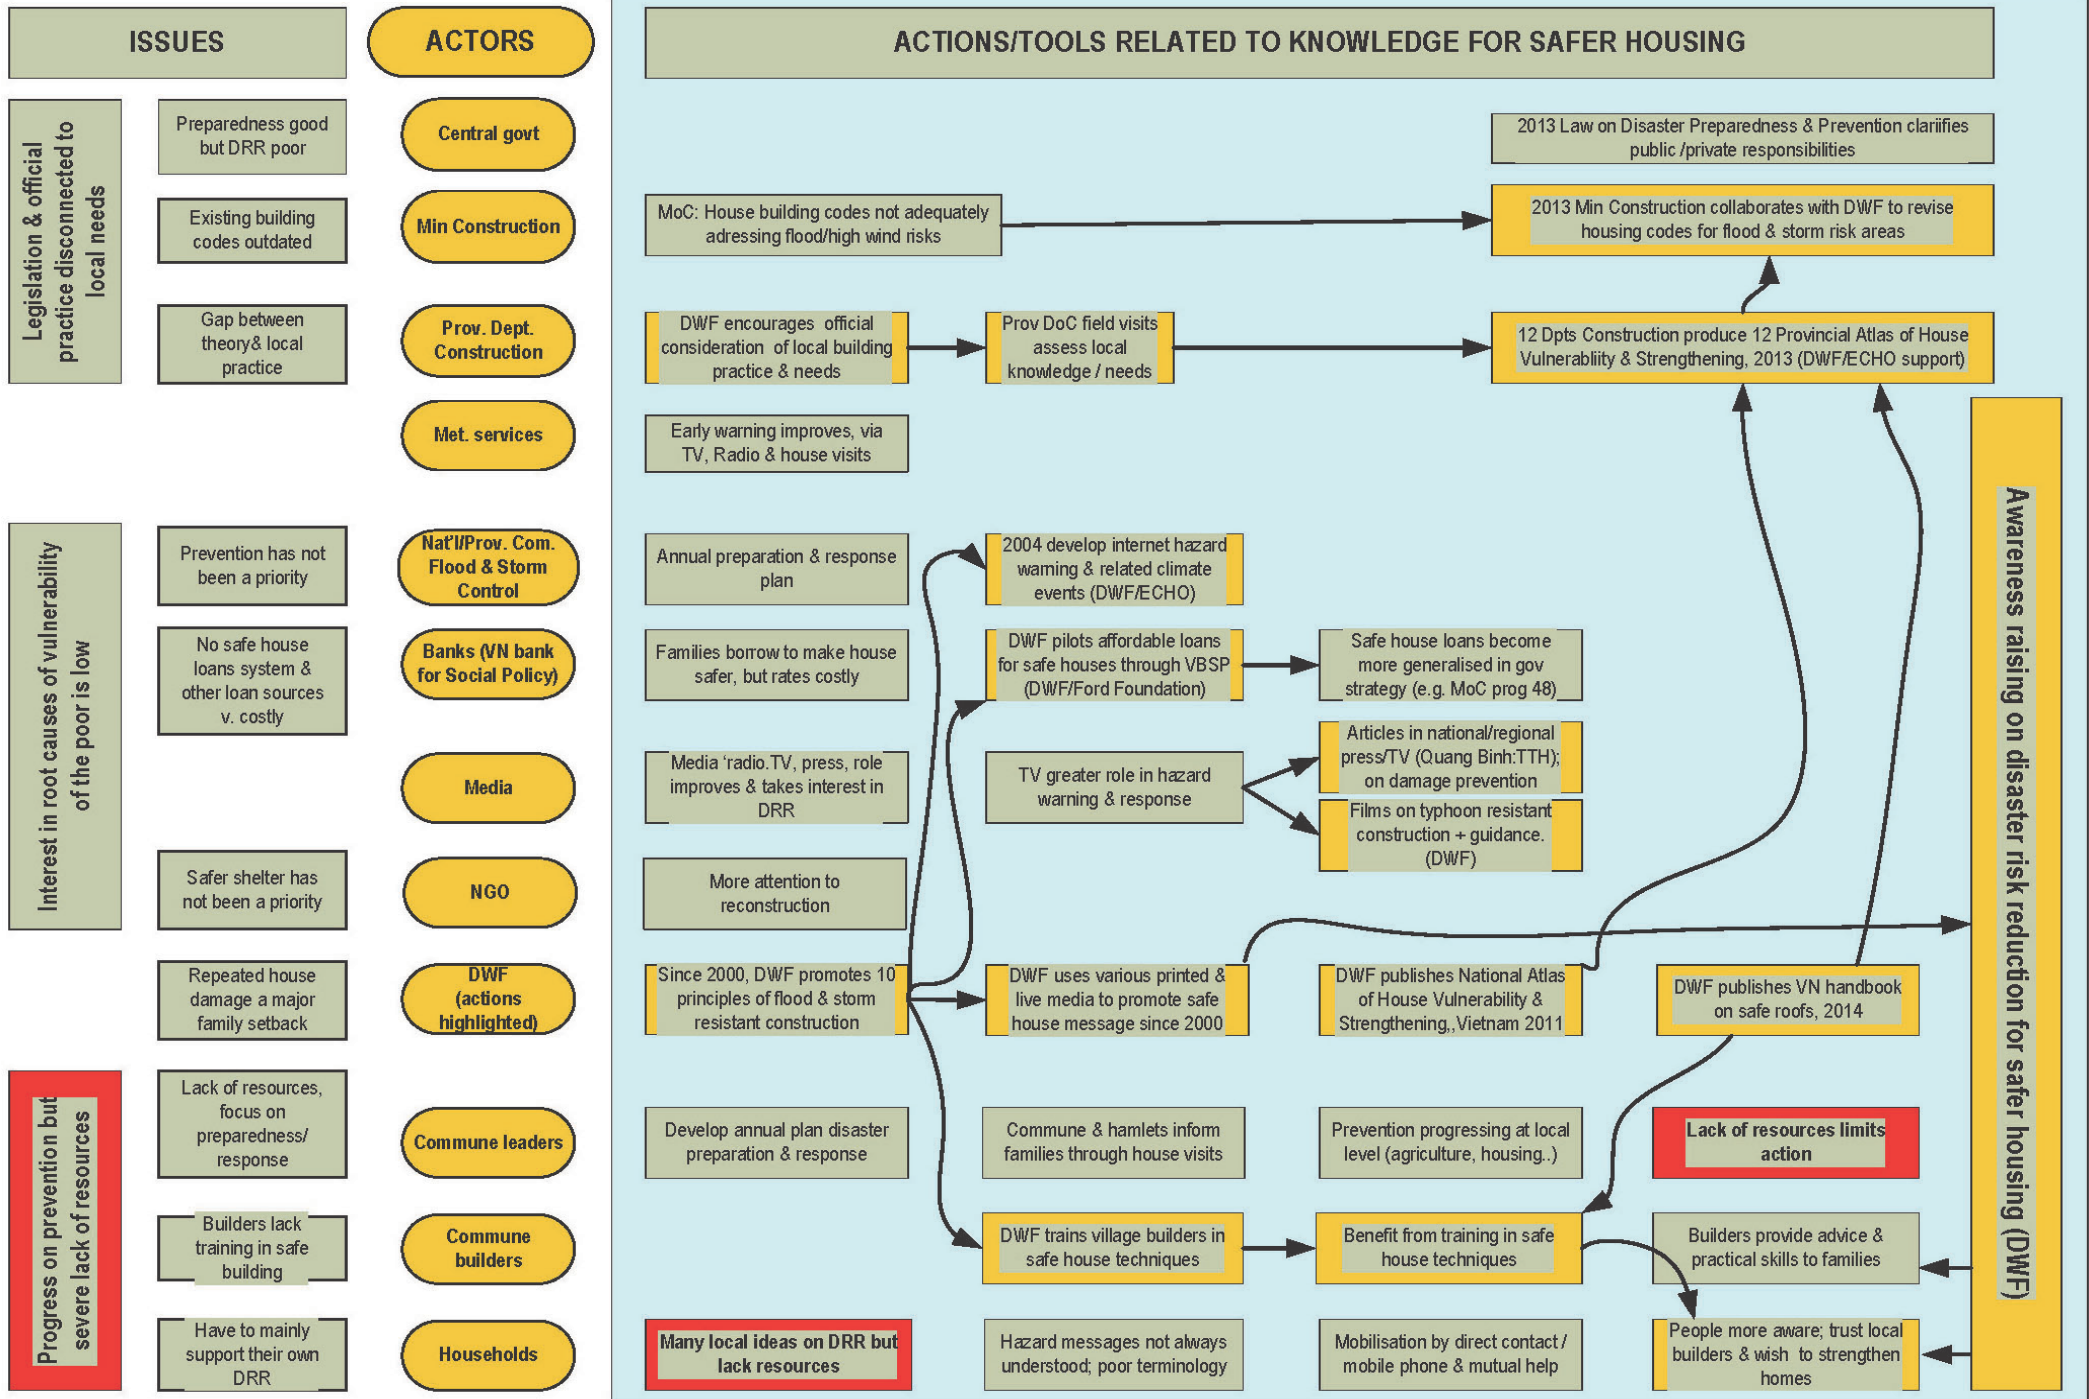 ISSUES
ACTORS
ACTIONS/TOOLS RELATED TO KNOWLEDGE FOR SAFER HOUSING
Legislation & official
practice disconnected to
local needs
Preparedness good
but DRR poor
Central govt
2013 Law on Disaster Preparedness & Prevention clariifies
public /private responsibilities
Existing building
codes outdated
Min Construction
MoC: House building codes not adequately
adressing flood/high wind risks
2013 Min Construction collaborates with DWF to revise
housing codes for flood & storm risk areas
Gap between
theory& local
practice
Prov. Dept.
Construction
DWF encourages official
consideration of local building
practice & needs
Prov DoC field visits
assess local
knowledge / needs
12 Dpts Construction produce 12 Provincial Atlas of House
Vulnerabliity & Strengthening, 2013 (DWF/ECHO support)
Met. services
Early warning improves, via
TV, Radio & house visits
Interest in root causes of vulnerability
of the poor is low
Prevention has not
been a priority
Nat'l/Prov. Com.
Flood & Storm
Control
Annual preparation & response
plan
2004 develop internet hazard
warning & related climate
events (DWF/ECHO)
No safe house
loans system &
other loan sources
v. costly
Banks (VN bank
for Social Policy)
Families borrow to make house
safer, but rates costly
DWF pilots affordable loans
for safe houses through VBSP
(DWF/Ford Foundation)
Safe house loans become
more generalised in gov
strategy (e.g. MoC prog 48)
Media
Media 'radio.TV, press, role
improves & takes interest in
DRR
TV greater role in hazard
warning & response
Articles in national/regional
press/TV (Quang Binh:TTH);
on damage prevention
Films on typhoon resistant
construction + guidance.
(DWF)
Safer shelter has
not been a priority
NGO
More attention to
reconstruction
Repeated house
damage a major
family setback
DWF
(actions
highlighted)
Since 2000, DWF promotes 10
principles of flood & storm
resistant construction
DWF uses various printed &
live media to promote safe
house message since 2000
DWF publishes National Atlas
of House Vulnerability &
Strengthening,,Vietnam 2011
DWF publishes VN handbook
on safe roofs, 2014
Awareness raising on disaster risk reduction for safer housing (DWF)
Progress on prevention but
severe lack of resources
Lack of resources,
focus on
preparedness/
response
Commune leaders
Develop annual plan disaster
preparation & response
Commune & hamlets inform
families through house visits
Prevention progressing at local
level (agriculture, housing..)
Lack of resources limits
action
Builders lack
training in safe
building
Commune
builders
DWF trains village builders in
safe house techniques
Benefit from training in safe
house techniques
Builders provide advice &
practical skills to families
Have to mainly
support their own
DRR
Households
Many local ideas on DRR but
lack resources
Hazard messages not always
understood; poor terminology
Mobilisation by direct contact /
mobile phone & mutual help
People more aware; trust local
builders & wish to strengthen
homes